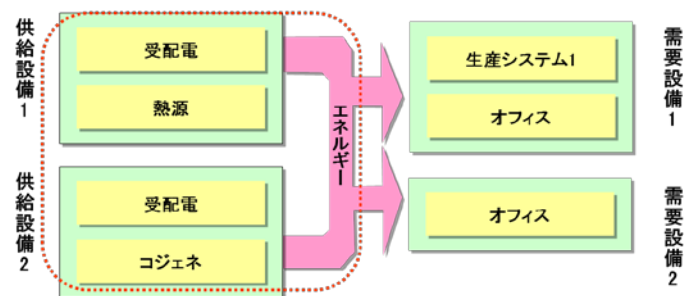 供給設備1
受配電
熱源
供給設備2
受配電
コジェネ
エネルギー
生産システム1
オフィス
需要設備1
オフィス
需要設備2